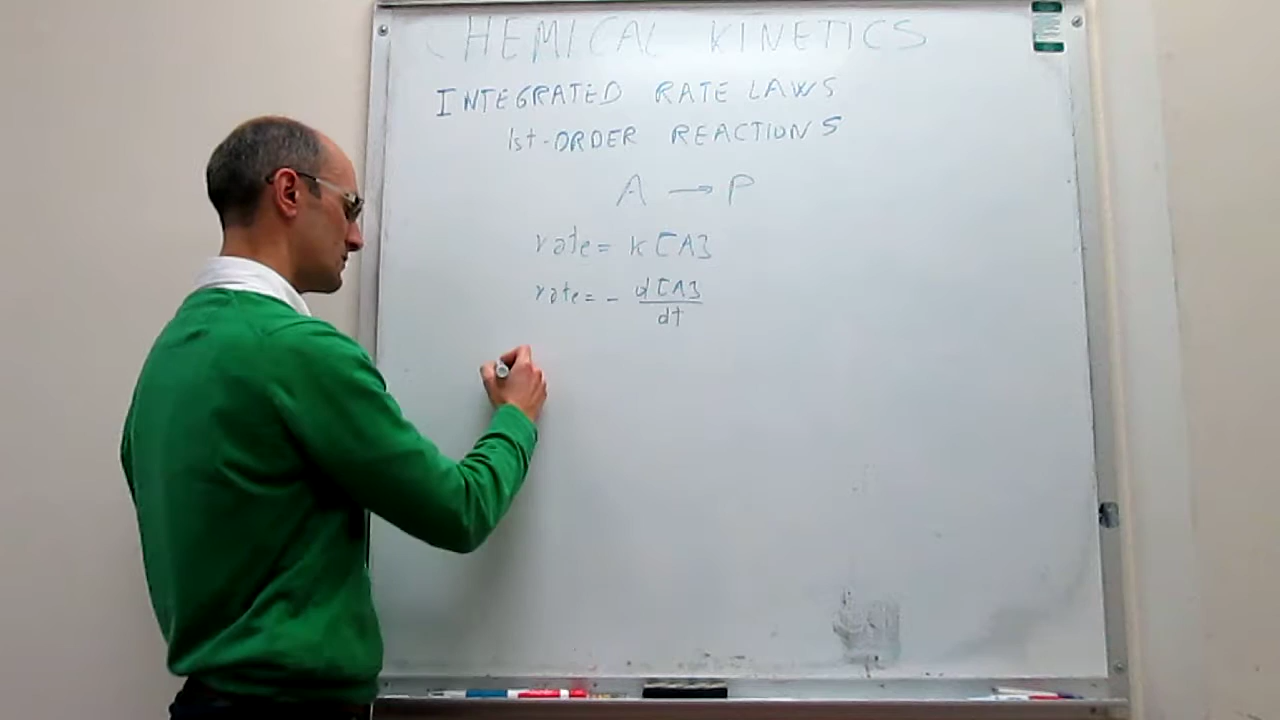 CHEMICAL KINETICS
INTEGRATED RATE LAWS
1st-ORDER REACTIONS
A → P
rate = k[A]
rate = - d[A]
dt